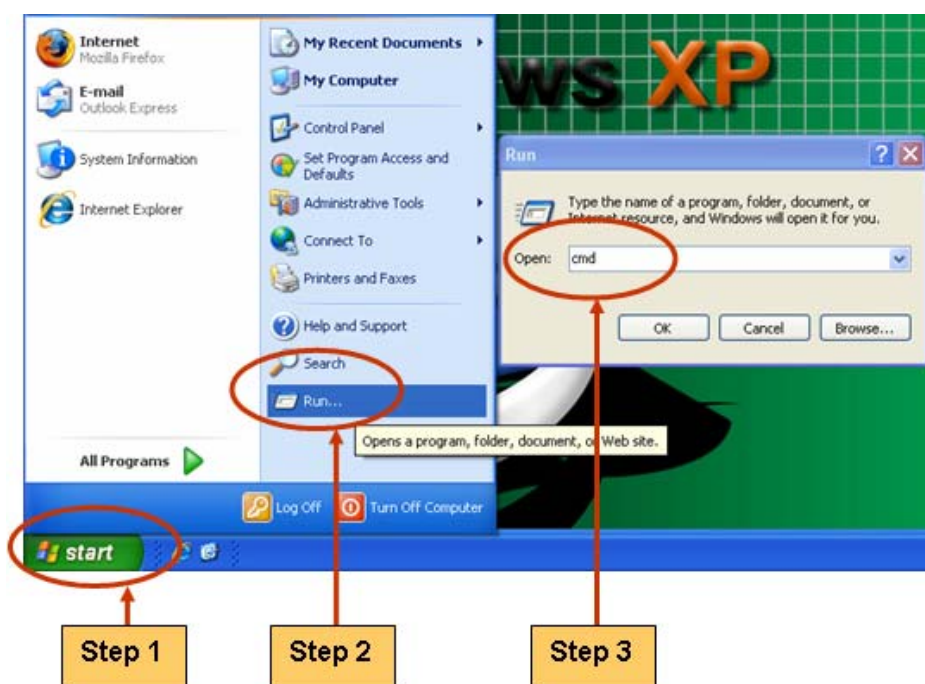 Internet
Mozilla Firefox
E-mail
Outlook Express
System Information
Internet Explorer
All Programs
My Recent Documents
My Computer
Control Panel
Set Program Access and
Defaults
Administrative Tools
Connect To
Printers and Faxes
Help and Support
Search
Run...
Opens a program, folder, document, or Web site.
Log Off
Turn Off Computer
start
ws XP
Run
Type the name of a program, folder, document, or
Internet resource, and Windows will open it for you.
Open:
cmd
OK
Cancel
Browse...
Step 1
Step 2
Step 3